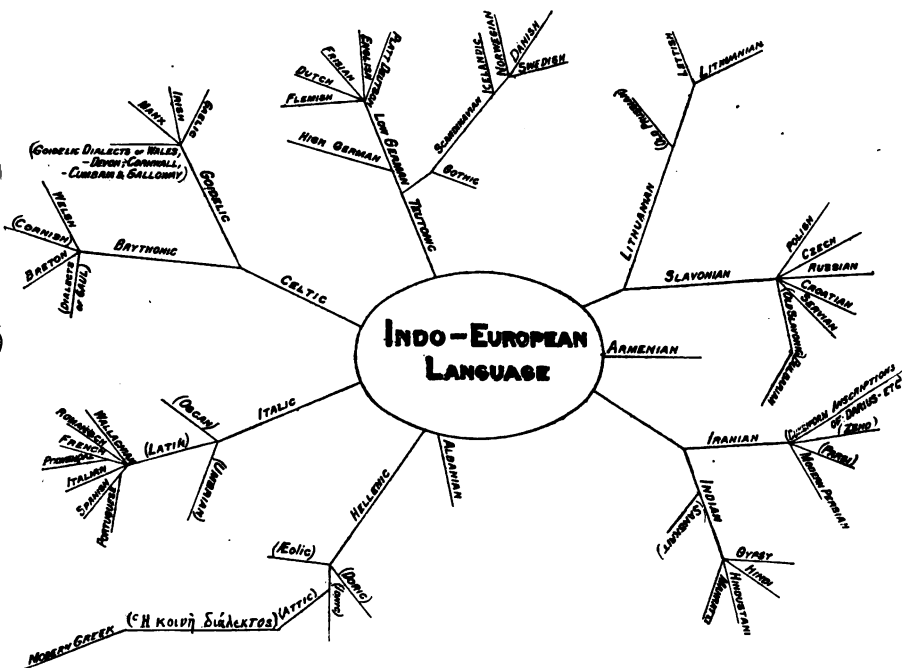 INDO-EUROPEAN
LANGUAGE
CELTIC
GOIDELIC
MANX
IRISH
GAELIC
(GOIDELIC DIALECTS OF WALES,
-DEVON & CORNWALL,
-CUMBRIA & GALLOWAY)
BRYTHONIC
WELSH
(CORNISH)
BRETON
(DIALECTS
OF GAUL)
TEUTONIC
HIGH GERMAN
LOW GERMAN
FLEMISH
DUTCH
FRISIAN
ENGLISH
PLATT DEUTSCH
GOTHIC
SCANDINAVIAN
ICELANDIC
NORWEGIAN
DANISH
SWEDISH
LITHUANIAN
(OLD PRUSSIAN)
LETTISH
LITHUANIAN
SLAVONIAN
POLISH
CZECH
RUSSIAN
CROATIAN
SERVIAN
(OLD SLAVONIC)
BULGARIAN
ARMENIAN
IRANIAN
(CUNEIFORM INSCRIPTIONS
OF DARIUS ETC)
(ZEND)
(PARSI)
MODERN PERSIAN
INDIAN
(SANSKRIT)
GYPSY
HINDI
HINDUSTANI
ALBANIAN
HELLENIC
(Æolic)
(DORIC)
(IONIC)
(ATTIC)
(Ἡ κοινὴ διάλεκτος)
MODERN GREEK
ITALIC
(OSCAN)
(UMBRIAN)
(LATIN)
WALLACHIAN
FRENCH
ITALIAN
SPANISH
PORTUGUESE